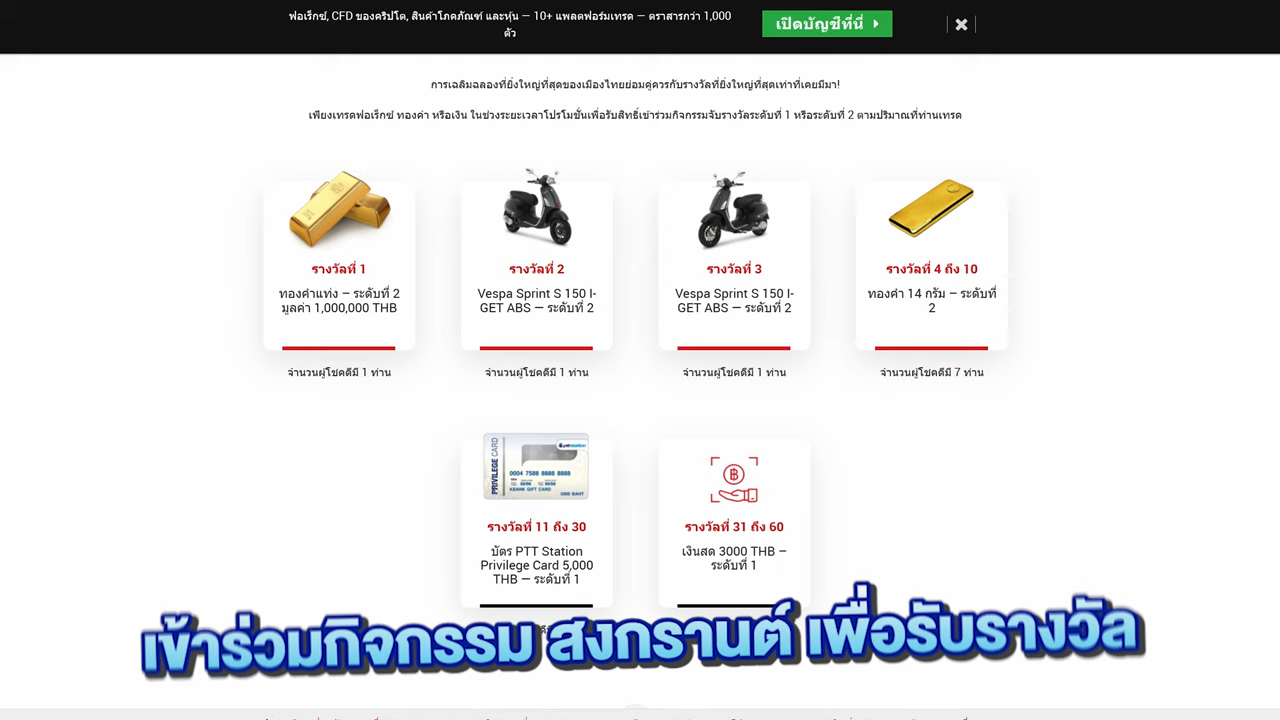 ฟอเร็กซ์, CFD ของคริปโต, สินค้าโภคภัณฑ์ และหุ้น — 10+ แพลตฟอร์มเทรด — ตราสารกว่า 1,000
ตัว
เปิดบัญชีที่นี่
การเฉลิมฉลองที่ยิ่งใหญ่ที่สุดของเมืองไทยย่อมคู่ควรกับรางวัลที่ยิ่งใหญ่ที่สุดเท่าที่เคยมีมา!
เพียงเทรดฟอเร็กซ์ ทองคำ หรือเงิน ในช่วงระยะเวลาโปรโมชั่นเพื่อรับสิทธิ์เข้าร่วมกิจกรรมจับรางวัลระดับที่ 1 หรือระดับที่ 2 ตามปริมาณที่ท่านเทรด
รางวัลที่ 1
ทองคำแท่ง – ระดับที่ 2
มูลค่า 1,000,000 THB
จำนวนผู้โชคดีมี 1 ท่าน
รางวัลที่ 2
Vespa Sprint S 150 I-
GET ABS — ระดับที่ 2
จำนวนผู้โชคดีมี 1 ท่าน
รางวัลที่ 3
Vespa Sprint S 150 I-
GET ABS — ระดับที่ 2
จำนวนผู้โชคดีมี 1 ท่าน
รางวัลที่ 4 ถึง 10
ทองคำ 14 กรัม – ระดับที่
2
จำนวนผู้โชคดีมี 7 ท่าน
PRIVILEGE CARD
pttstation
0004 7588 8888 8888
KBANK GIFT CARD
รางวัลที่ 11 ถึง 30
บัตร PTT Station
Privilege Card 5,000
THB — ระดับที่ 1
รางวัลที่ 31 ถึง 60
เงินสด 3000 THB –
ระดับที่ 1
เข้าร่วมกิจกรรม สงกรานต์ เพื่อรับรางวัล